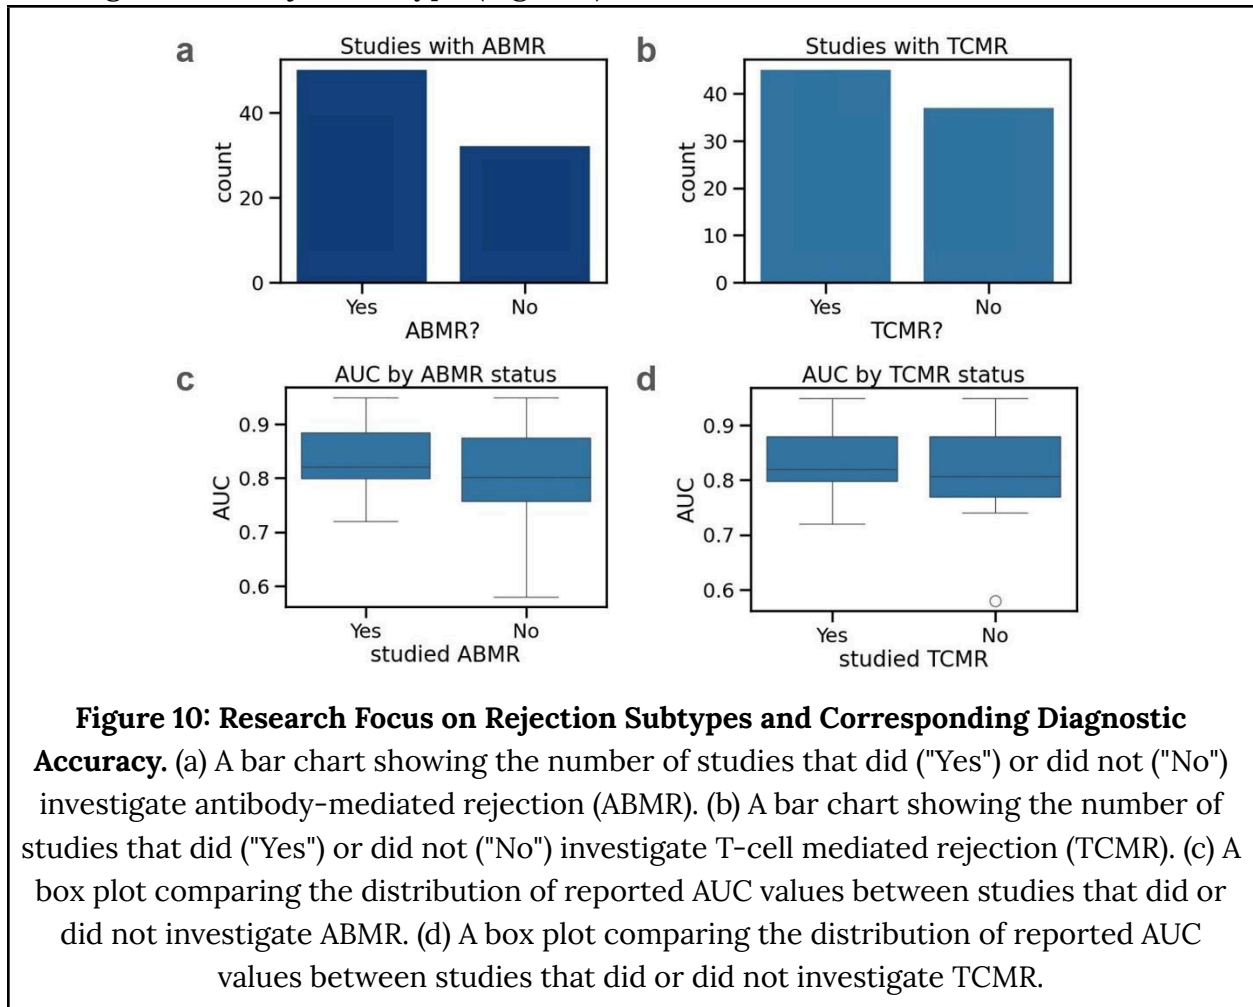 a
Studies with ABMR
count
40
20
0
Yes
No
ABMR?
b
Studies with TCMR
count
40
30
20
10
0
Yes
No
TCMR?
c
AUC by ABMR status
AUC
0.9
0.8
0.7
0.6
Yes
No
studied ABMR
d
AUC by TCMR status
AUC
0.9
0.8
0.7
0.6
Yes
No
studied TCMR
Figure 10: Research Focus on Rejection Subtypes and Corresponding Diagnostic
Accuracy. (a) A bar chart showing the number of studies that did ("Yes") or did not ("No")
investigate antibody-mediated rejection (ABMR). (b) A bar chart showing the number of
studies that did ("Yes") or did not ("No") investigate T-cell mediated rejection (TCMR). (c) A
box plot comparing the distribution of reported AUC values between studies that did or
did not investigate ABMR. (d) A box plot comparing the distribution of reported AUC
values between studies that did or did not investigate TCMR.